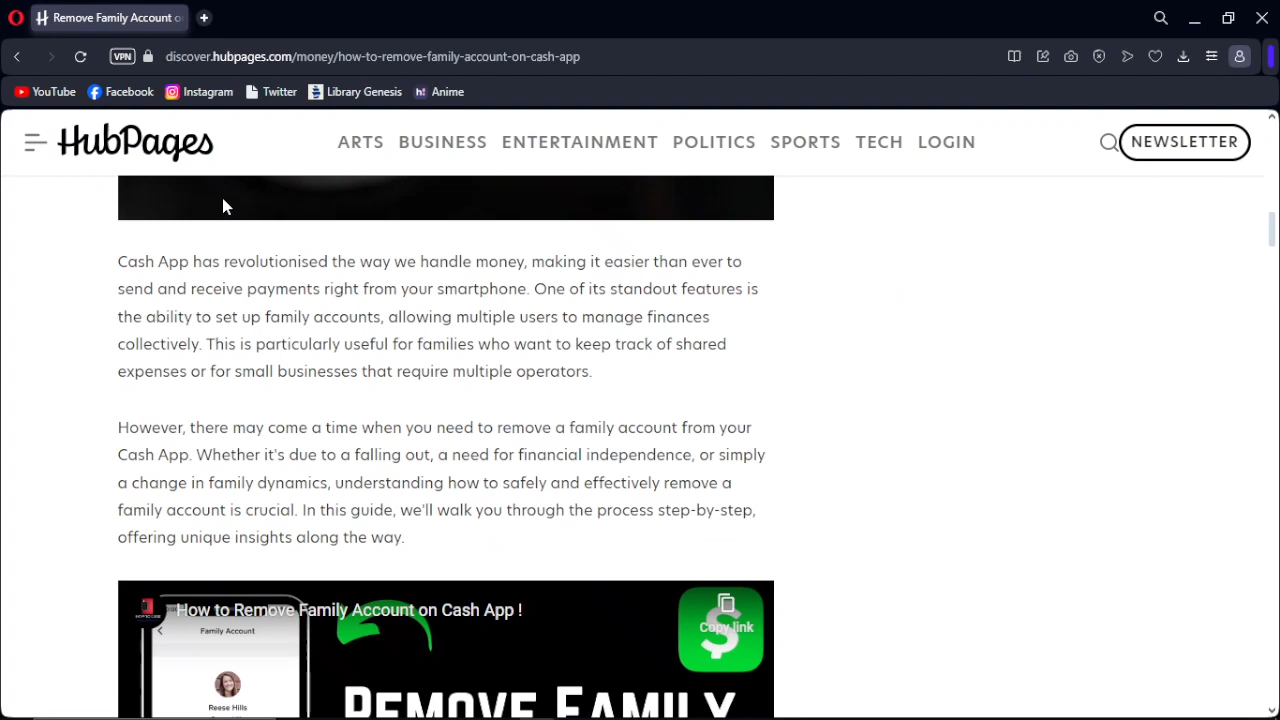 Remove Family Account o
VPN
discover.hubpages.com/money/how-to-remove-family-account-on-cash-app
YouTube Facebook Instagram Twitter Library Genesis h! Anime
HubPages ARTS BUSINESS ENTERTAINMENT POLITICS SPORTS TECH LOGIN NEWSLETTER
Cash App has revolutionised the way we handle money, making it easier than ever to
send and receive payments right from your smartphone. One of its standout features is
the ability to set up family accounts, allowing multiple users to manage finances
collectively. This is particularly useful for families who want to keep track of shared
expenses or for small businesses that require multiple operators.
However, there may come a time when you need to remove a family account from your
Cash App. Whether it's due to a falling out, a need for financial independence, or simply
a change in family dynamics, understanding how to safely and effectively remove a
family account is crucial. In this guide, we'll walk you through the process step-by-step,
offering unique insights along the way.
How to Remove Family Account on Cash App !
Copy link
Family Account
Reese Hills
REMOVE FAMILY